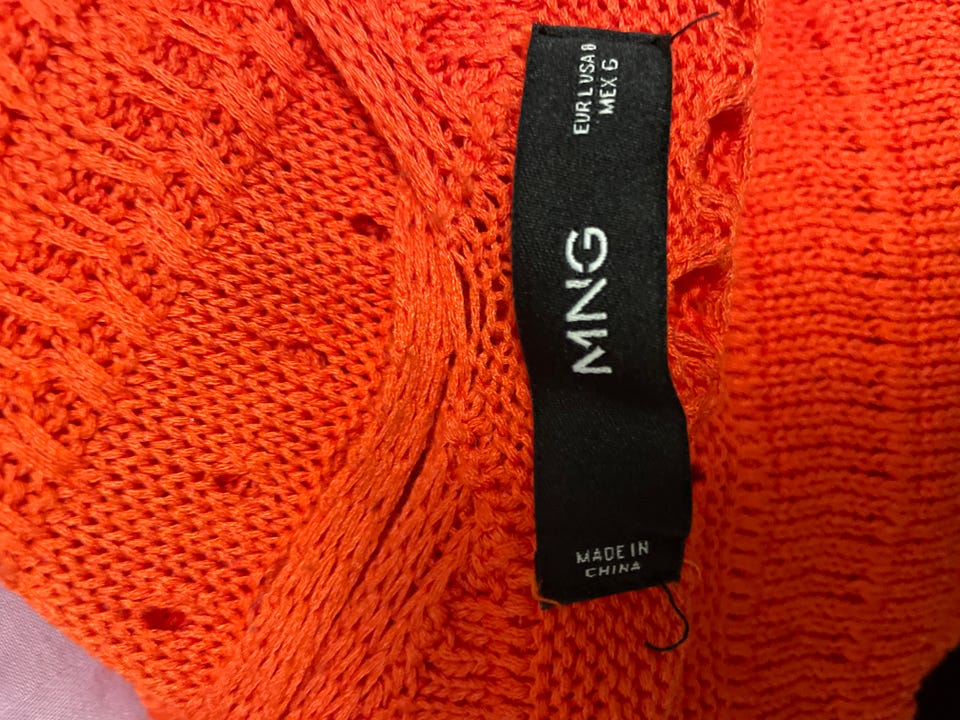 EUR L USA 8
MEX G
MNG
MADE IN
CHINA